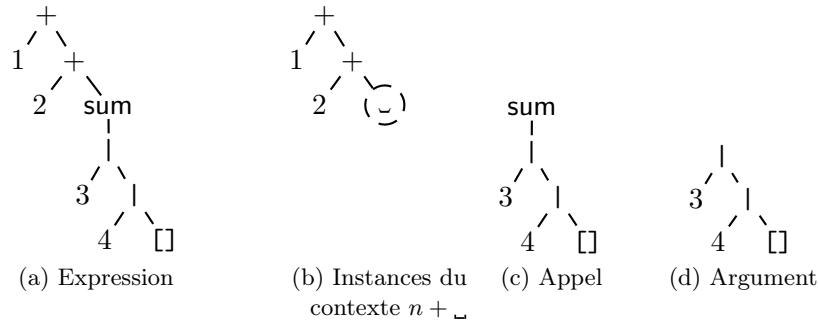 + +
1 + 1 +
2 sum 2 ␣ sum
| | |
3 | 3 | 3 |
4 [] 4 [] 4 []
(a) Expression (b) Instances du (c) Appel (d) Argument
contexte n + ␣